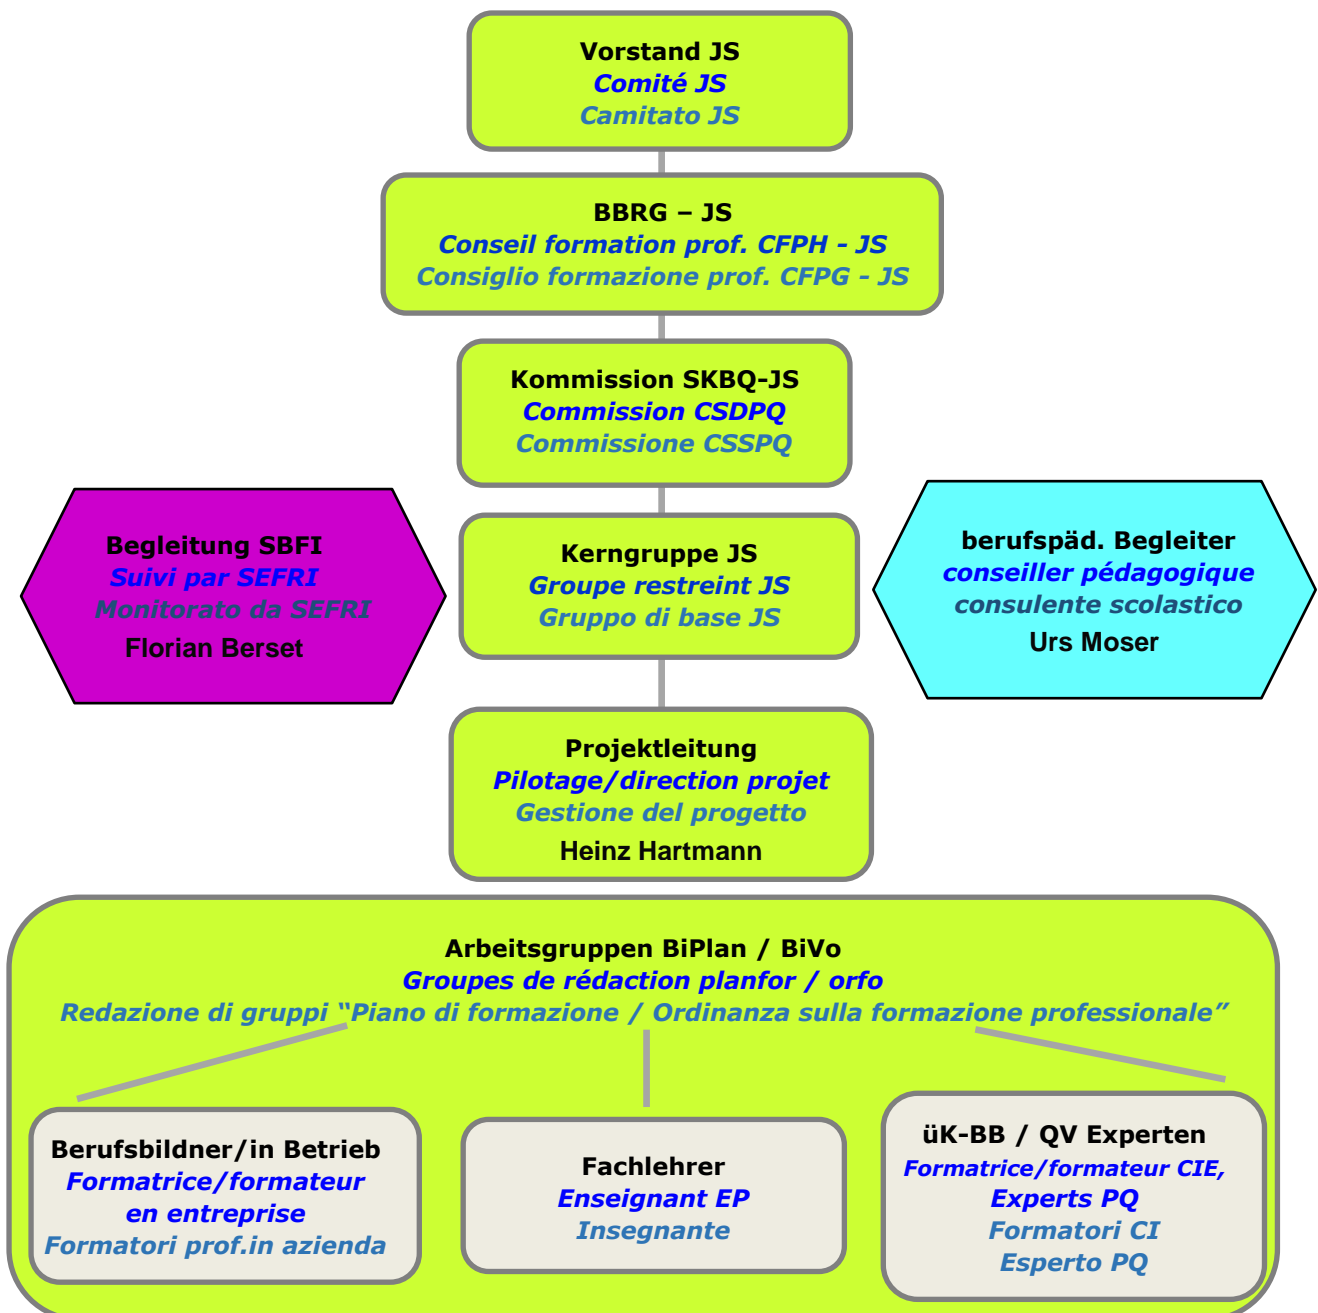 Vorstand JS
Comité JS
Camitato JS
BBRG – JS
Conseil formation prof. CFPH - JS
Consiglio formazione prof. CFPG - JS
Kommission SKBQ-JS
Commission CSDPQ
Commissione CSSPQ
Begleitung SBFI
Suivi par SEFRI
Monitorato da SEFRI
Florian Berset
Kerngruppe JS
Groupe restreint JS
Gruppo di base JS
berufspäd. Begleiter
conseiller pédagogique
consulente scolastico
Urs Moser
Projektleitung
Pilotage/direction projet
Gestione del progetto
Heinz Hartmann
Arbeitsgruppen BiPlan / BiVo
Groupes de rédaction planfor / orfo
Redazione di gruppi “Piano di formazione / Ordinanza sulla formazione professionale”
Berufsbildner/in Betrieb
Formatrice/formateur
en entreprise
Formatori prof.in azienda
Fachlehrer
Enseignant EP
Insegnante
üK-BB / QV Experten
Formatrice/formateur CIE,
Experts PQ
Formatori CI
Esperto PQ